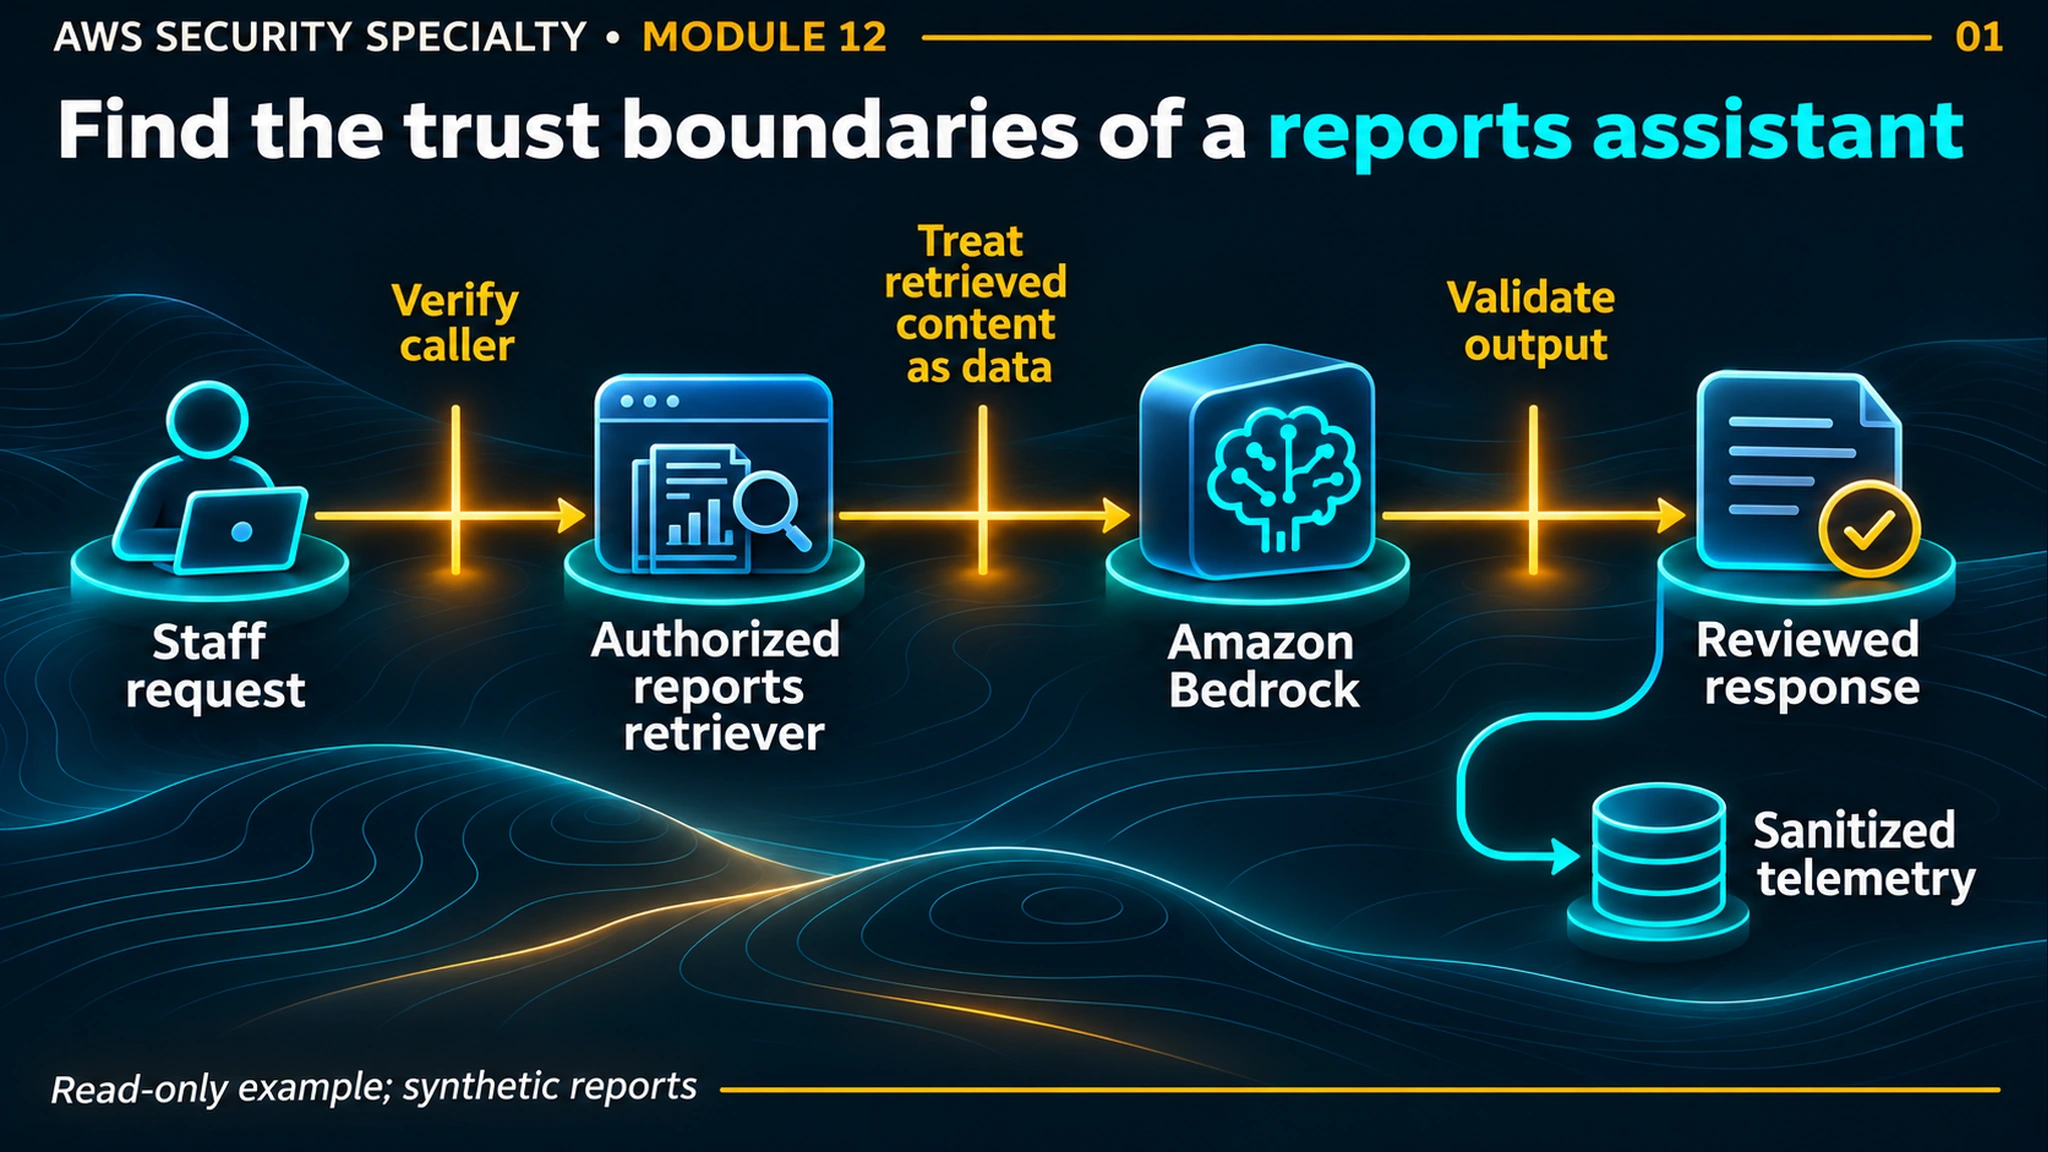 AWS SECURITY SPECIALTY • MODULE 12
01
Find the trust boundaries of a reports assistant
Verify
caller
Treat
retrieved
content
as data
Validate
output
Staff
request
Authorized
reports
retriever
Amazon
Bedrock
Reviewed
response
Sanitized
telemetry
Read-only example; synthetic reports